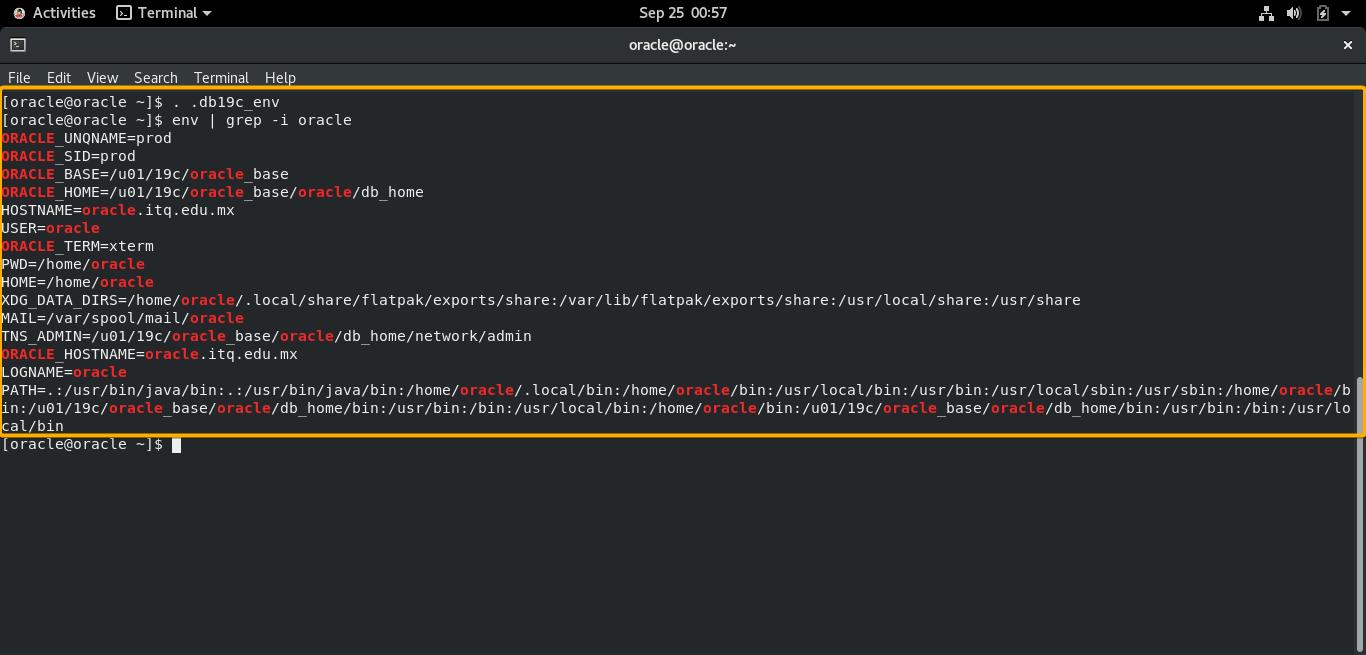 Activities Terminal Sep 25 00:57
oracle@oracle:~
File Edit View Search Terminal Help
[oracle@oracle ~]$ . .db19c_env
[oracle@oracle ~]$ env | grep -i oracle
ORACLE_UNQNAME=prod
ORACLE_SID=prod
ORACLE_BASE=/u01/19c/oracle_base
ORACLE_HOME=/u01/19c/oracle_base/oracle/db_home
HOSTNAME=oracle.itq.edu.mx
USER=oracle
ORACLE_TERM=xterm
PWD=/home/oracle
HOME=/home/oracle
XDG_DATA_DIRS=/home/oracle/.local/share/flatpak/exports/share:/var/lib/flatpak/exports/share:/usr/local/share:/usr/share
MAIL=/var/spool/mail/oracle
TNS_ADMIN=/u01/19c/oracle_base/oracle/db_home/network/admin
ORACLE_HOSTNAME=oracle.itq.edu.mx
LOGNAME=oracle
PATH=.:/usr/bin/java/bin:.:/usr/bin/java/bin:/home/oracle/.local/bin:/home/oracle/bin:/usr/local/bin:/usr/bin:/usr/local/sbin:/usr/sbin:/home/oracle/b
in:/u01/19c/oracle_base/oracle/db_home/bin:/usr/bin:/bin:/usr/local/bin:/home/oracle/bin:/u01/19c/oracle_base/oracle/db_home/bin:/usr/bin:/bin:/usr/lo
cal/bin
[oracle@oracle ~]$